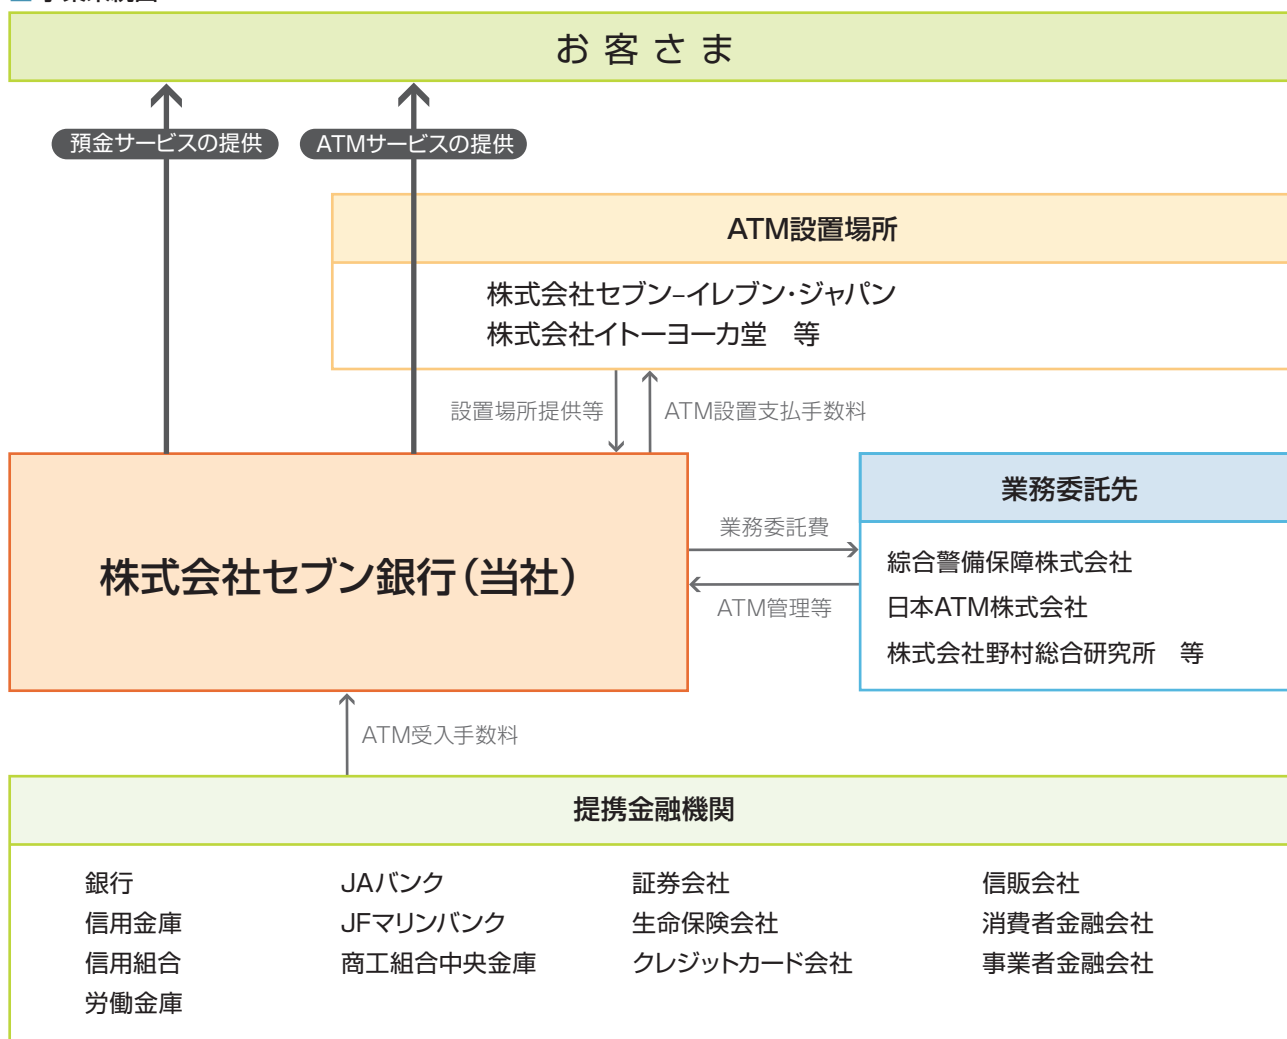 お客さま
預金サービスの提供
ATMサービスの提供
ATM設置場所
株式会社セブン-イレブン・ジャパン
株式会社イトーヨーカ堂　等
設置場所提供等
ATM設置支払手数料
株式会社セブン銀行(当社)
業務委託費
ATM管理等
業務委託先
綜合警備保障株式会社
日本ATM株式会社
株式会社野村総合研究所　等
ATM受入手数料
提携金融機関
銀行
信用金庫
信用組合
労働金庫
JAバンク
JFマリンバンク
商工組合中央金庫
証券会社
生命保険会社
クレジットカード会社
信販会社
消費者金融会社
事業者金融会社